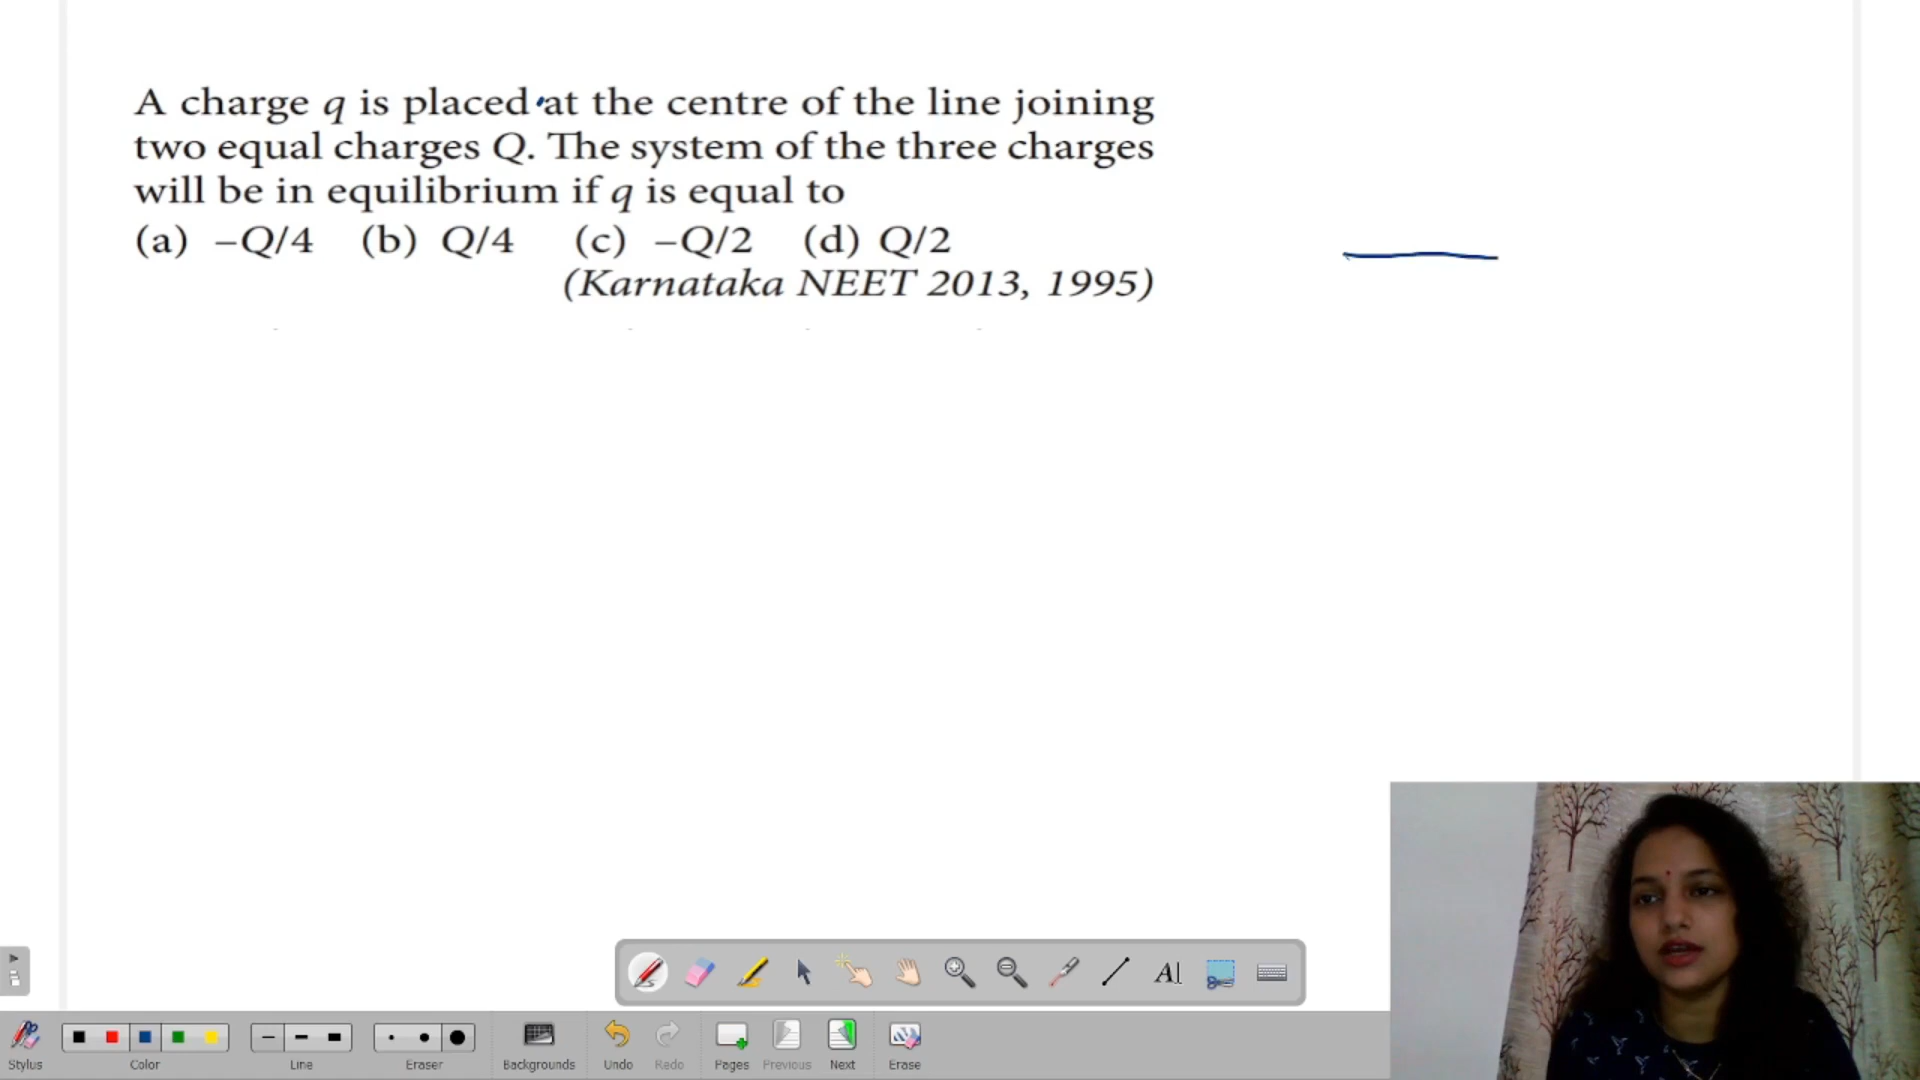 A charge q is placed at the centre of the line joining
two equal charges Q. The system of the three charges
will be in equilibrium if q is equal to
(a) –Q/4 (b) Q/4 (c) –Q/2 (d) Q/2
(Karnataka NEET 2013, 1995)
AI
Stylus Color Line Eraser Backgrounds Undo Redo Pages Previous Next Erase